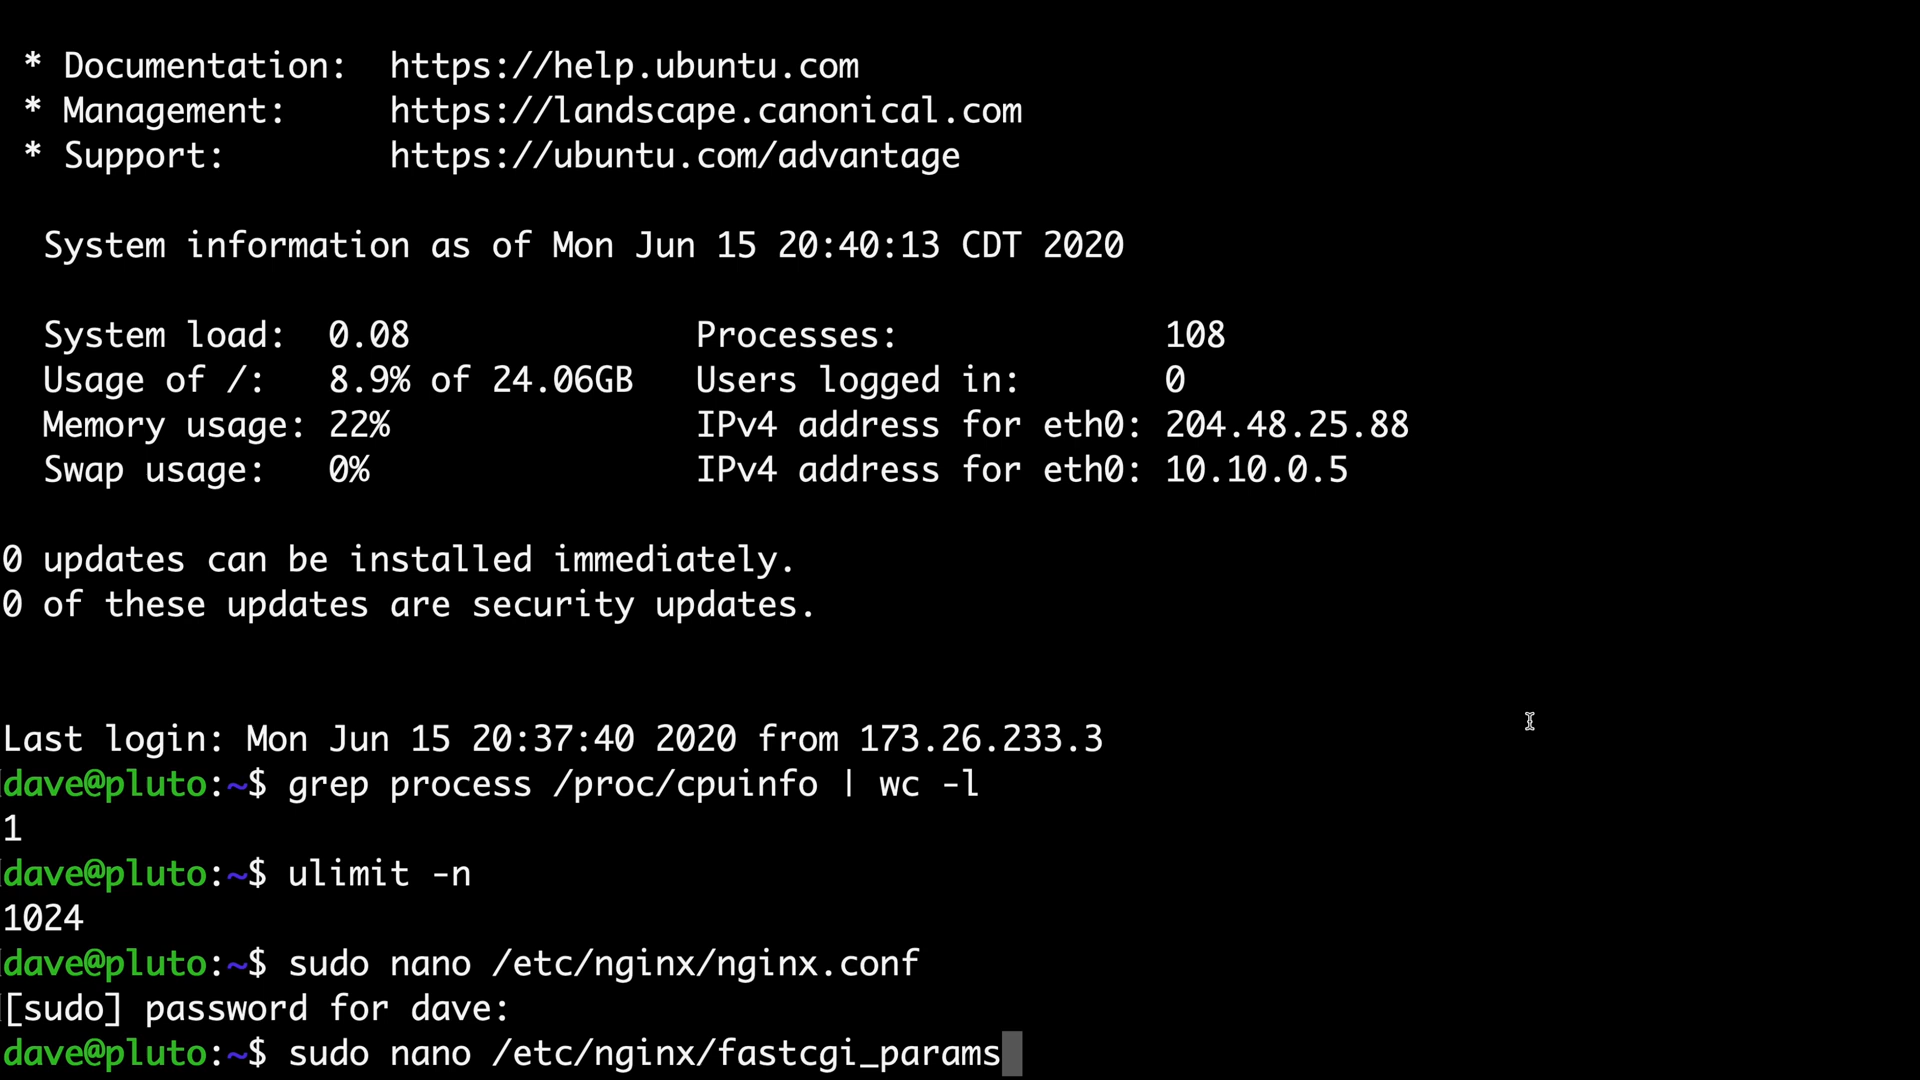 * Documentation:  https://help.ubuntu.com
* Management:     https://landscape.canonical.com
* Support:        https://ubuntu.com/advantage
System information as of Mon Jun 15 20:40:13 CDT 2020
System load:  0.08              Processes:             108
Usage of /:   8.9% of 24.06GB   Users logged in:       0
Memory usage: 22%               IPv4 address for eth0: 204.48.25.88
Swap usage:   0%                IPv4 address for eth0: 10.10.0.5
0 updates can be installed immediately.
0 of these updates are security updates.
Last login: Mon Jun 15 20:37:40 2020 from 173.26.233.3
dave@pluto:~$ grep process /proc/cpuinfo | wc -l
1
dave@pluto:~$ ulimit -n
1024
dave@pluto:~$ sudo nano /etc/nginx/nginx.conf
[sudo] password for dave:
dave@pluto:~$ sudo nano /etc/nginx/fastcgi_params